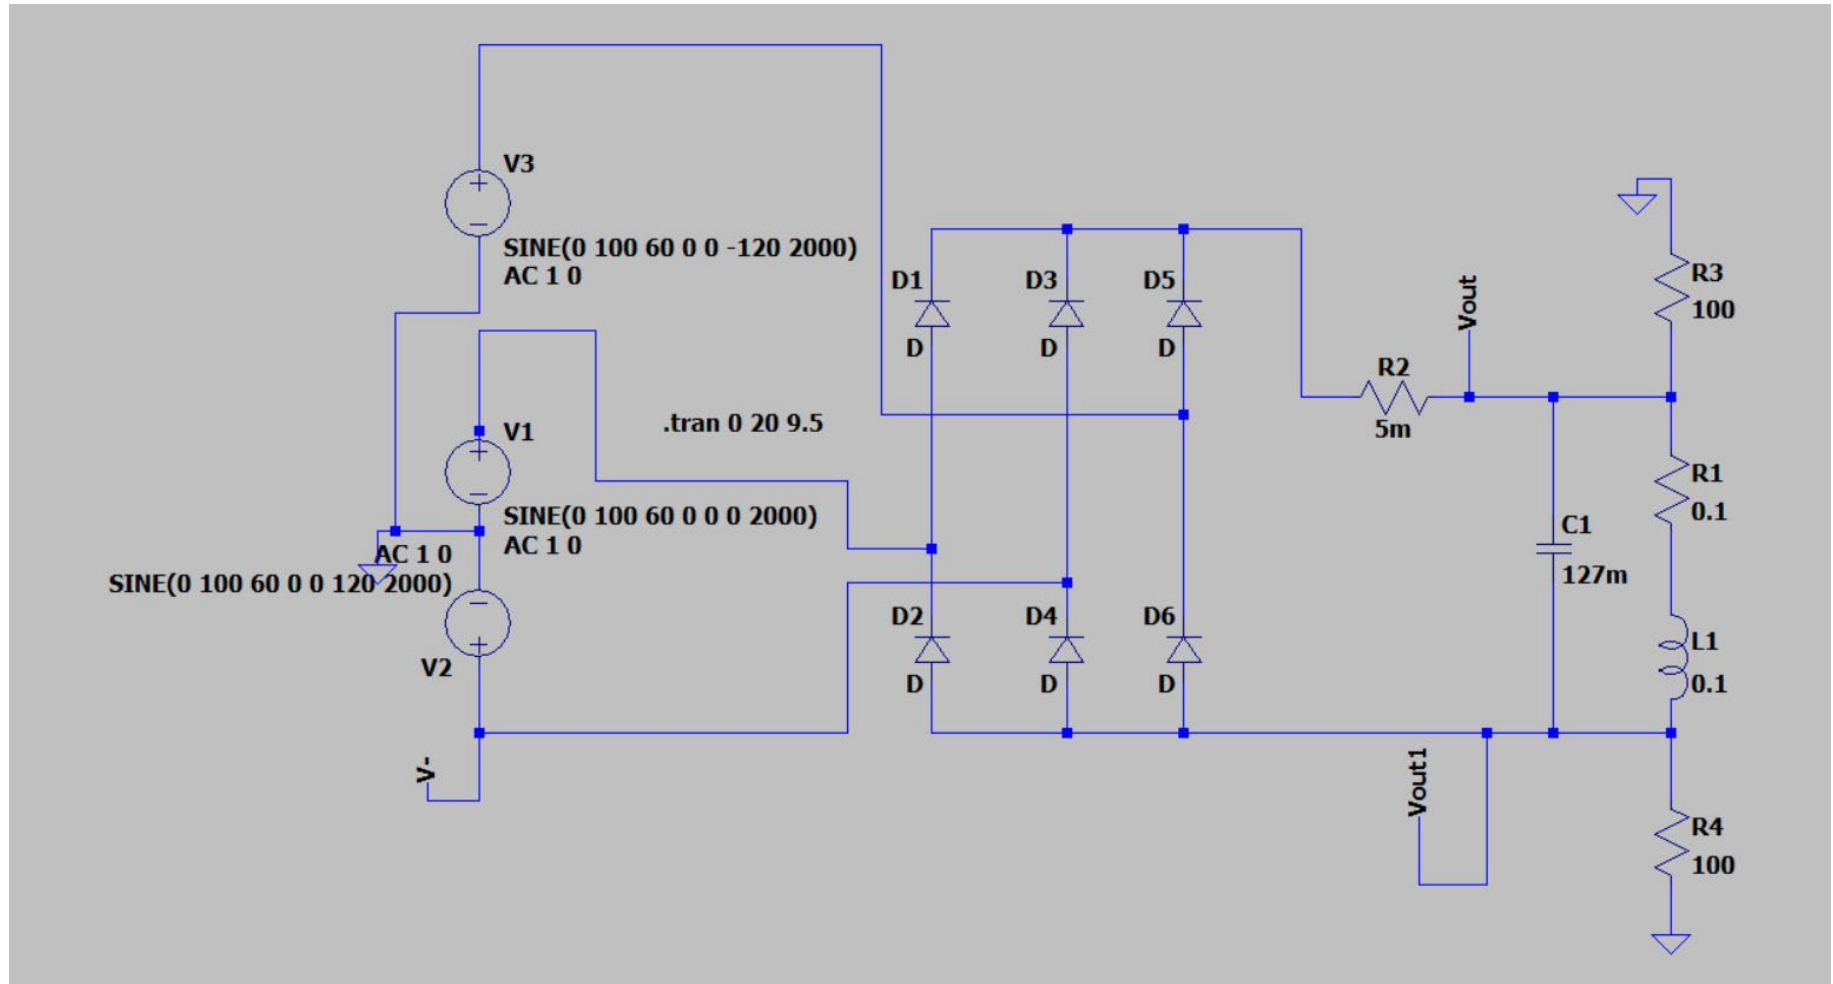 V3
SINE(0 100 60 0 0 -120 2000)
AC 1 0
V1
SINE(0 100 60 0 0 0 2000)
AC 1 0
AC 1 0
SINE(0 100 60 0 0 120 2000)
V2
V-
.tran 0 20 9.5
D1
D
D3
D
D5
D
D2
D
D4
D
D6
D
R2
5m
Vout
R3
100
R1
0.1
C1
127m
L1
0.1
Vout1
R4
100